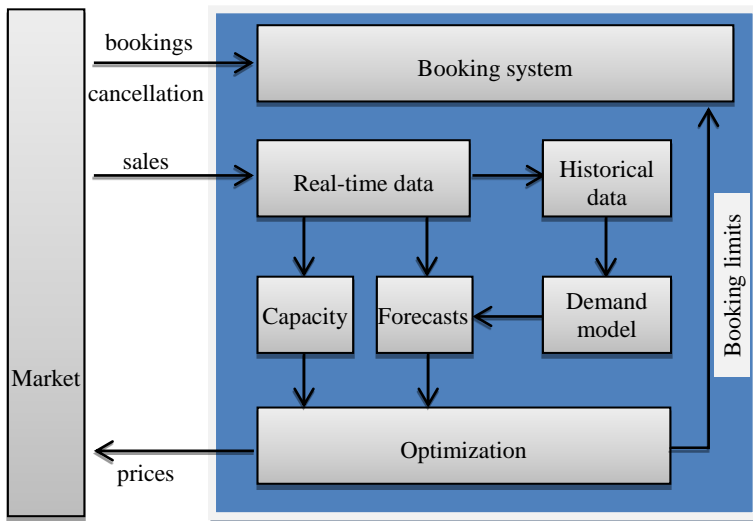 bookings
cancellation
Booking system
sales
Real-time data
Historical
data
Booking limits
Capacity
Forecasts
Demand
model
Market
Optimization
prices